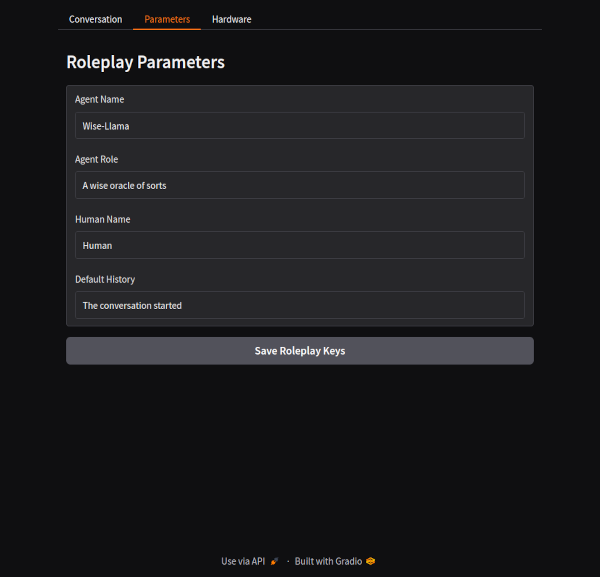 Conversation Parameters Hardware
Roleplay Parameters
Agent Name
Wise-Llama
Agent Role
A wise oracle of sorts
Human Name
Human
Default History
The conversation started
Save Roleplay Keys
Use via API · Built with Gradio